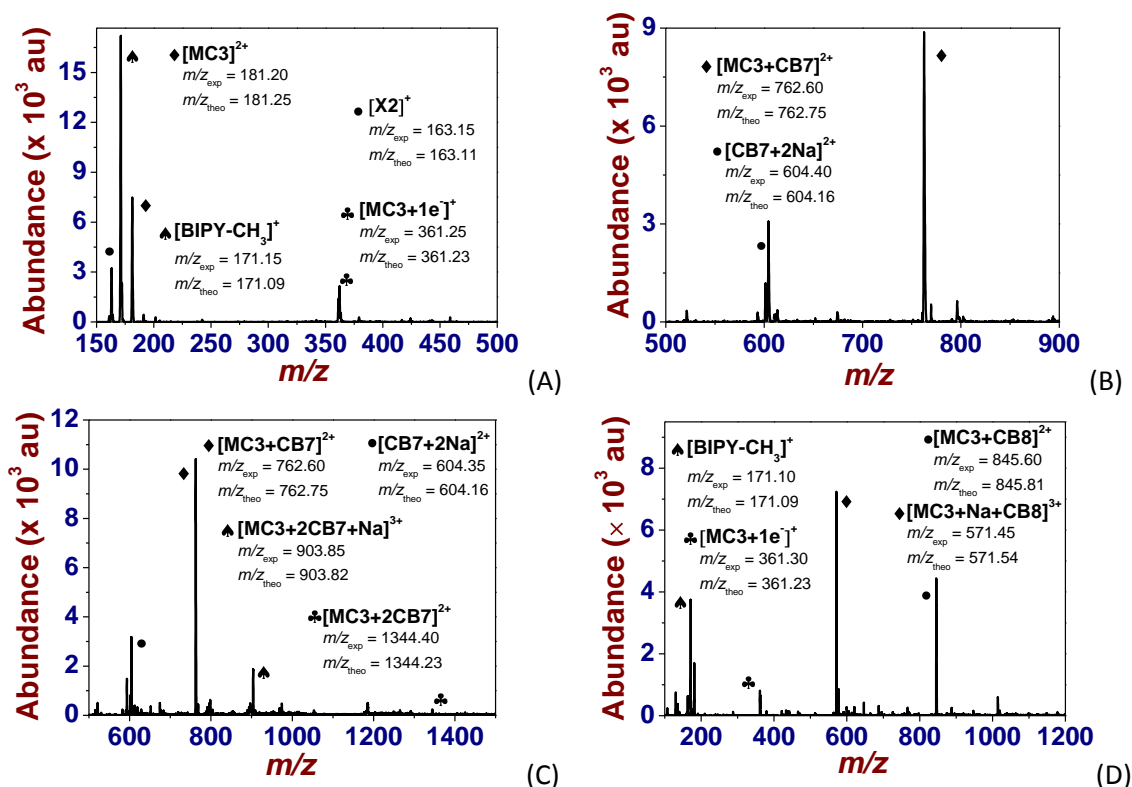 Abundance (x 10³ au)
15
12
9
6
3
0
♠ ♦ [MC3]²⁺
m/z_exp = 181.20
m/z_theo = 181.25
● [X2]⁺
m/z_exp = 163.15
m/z_theo = 163.11
♦
♣ [MC3+1e⁻]⁺
m/z_exp = 361.25
m/z_theo = 361.23
♠ [BIPY-CH₃]⁺
m/z_exp = 171.15
m/z_theo = 171.09
●
♣
150 200 250 300 350 400 450 500
m/z
(A)
Abundance (x 10³ au)
9
6
3
0
♦ [MC3+CB7]²⁺
m/z_exp = 762.60
m/z_theo = 762.75
♦
● [CB7+2Na]²⁺
m/z_exp = 604.40
m/z_theo = 604.16
●
500 600 700 800 900
m/z
(B)
Abundance (x 10³ au)
12
10
8
6
4
2
0
♦ [MC3+CB7]²⁺
m/z_exp = 762.60
m/z_theo = 762.75
● [CB7+2Na]²⁺
m/z_exp = 604.35
m/z_theo = 604.16
♦
♠ [MC3+2CB7+Na]³⁺
m/z_exp = 903.85
m/z_theo = 903.82
♣ [MC3+2CB7]²⁺
m/z_exp = 1344.40
m/z_theo = 1344.23
●
♠
♣
600 800 1000 1200 1400
m/z
(C)
Abundance (× 10³ au)
8
6
4
2
0
♠ [BIPY-CH₃]⁺
m/z_exp = 171.10
m/z_theo = 171.09
● [MC3+CB8]²⁺
m/z_exp = 845.60
m/z_theo = 845.81
♦
♦ [MC3+Na+CB8]³⁺
m/z_exp = 571.45
m/z_theo = 571.54
♣ [MC3+1e⁻]⁺
m/z_exp = 361.30
m/z_theo = 361.23
♠
♣
●
200 400 600 800 1000 1200
m/z
(D)